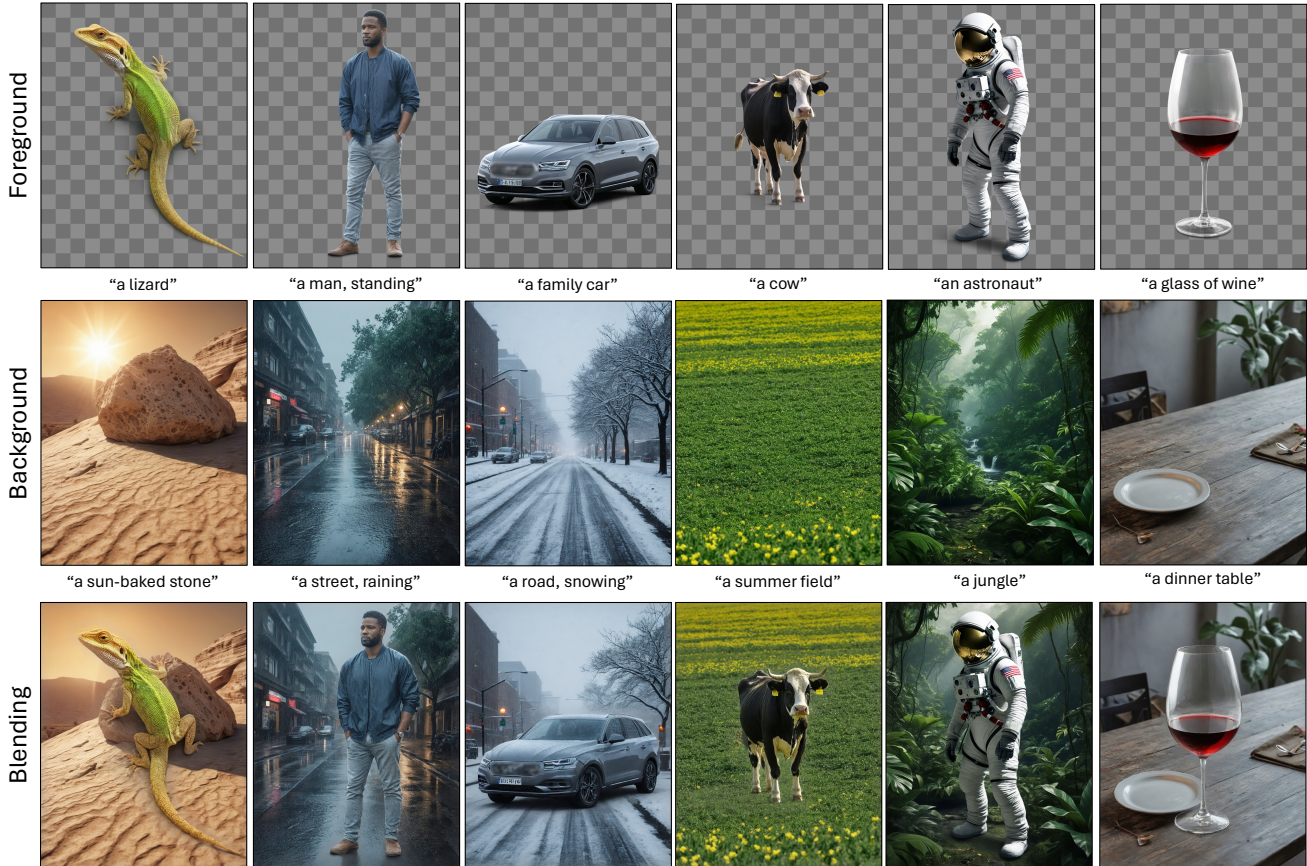 Foreground
“a lizard”
“a man, standing”
“a family car”
“a cow”
“an astronaut”
“a glass of wine”
Background
“a sun-baked stone”
“a street, raining”
“a road, snowing”
“a summer field”
“a jungle”
“a dinner table”
Blending